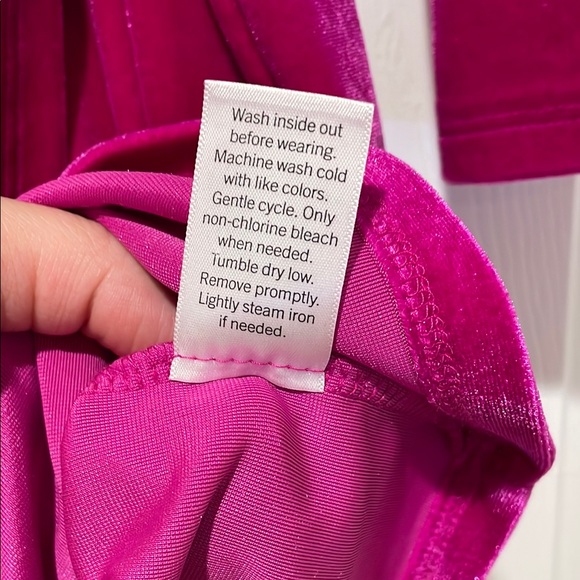 Wash inside out
before wearing.
Machine wash cold
with like colors.
Gentle cycle. Only
non-chlorine bleach
when needed.
Tumble dry low.
Remove promptly.
Lightly steam iron
if needed.